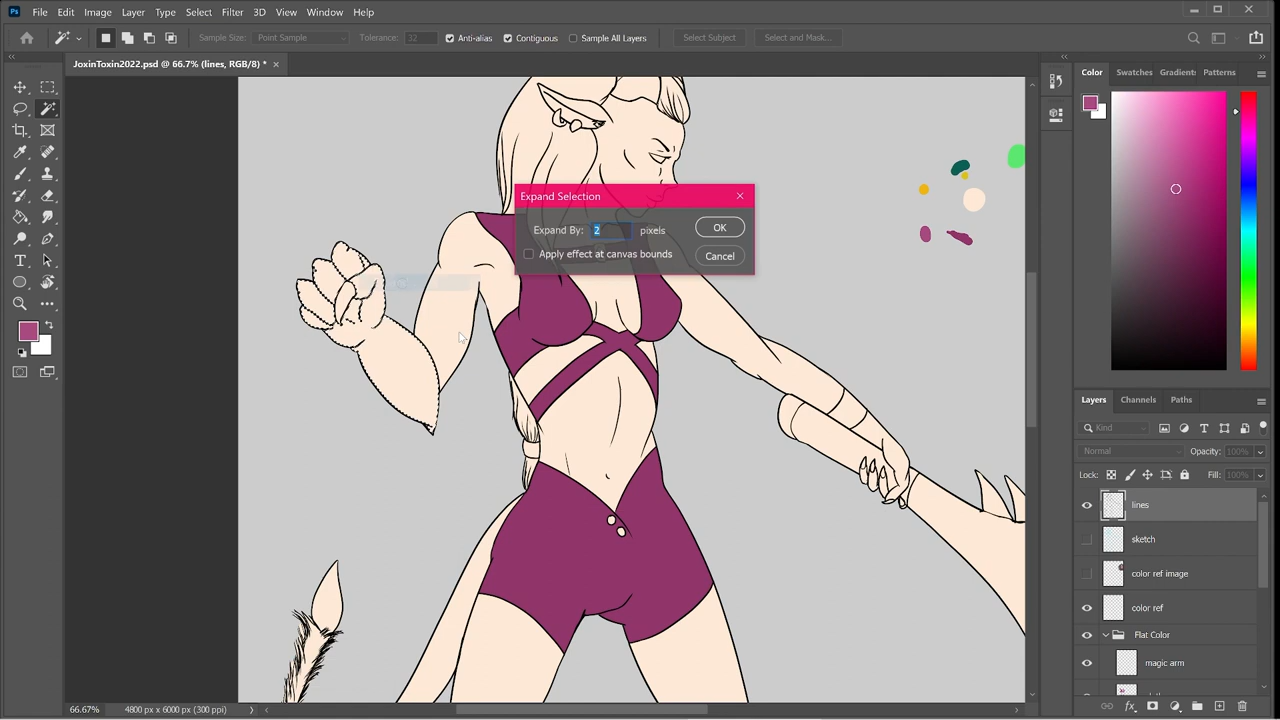 Ps File Edit Image Layer Type Select Filter 3D View Window Help
Sample Size: Point Sample Tolerance: 32 Anti-alias Contiguous Sample All Layers Select Subject Select and Mask...
JoxinToxin2022.psd @ 66.7% (lines, RGB/8) *
Color Swatches Gradient Patterns
Expand Selection
Expand By: 2 pixels OK
Apply effect at canvas bounds Cancel
Layers Channels Paths
Kind
Normal Opacity: 100%
Lock: Fill: 100%
lines
sketch
color ref image
color ref
Flat Color
magic arm
66.67% 4800 px x 6000 px (300 ppi)